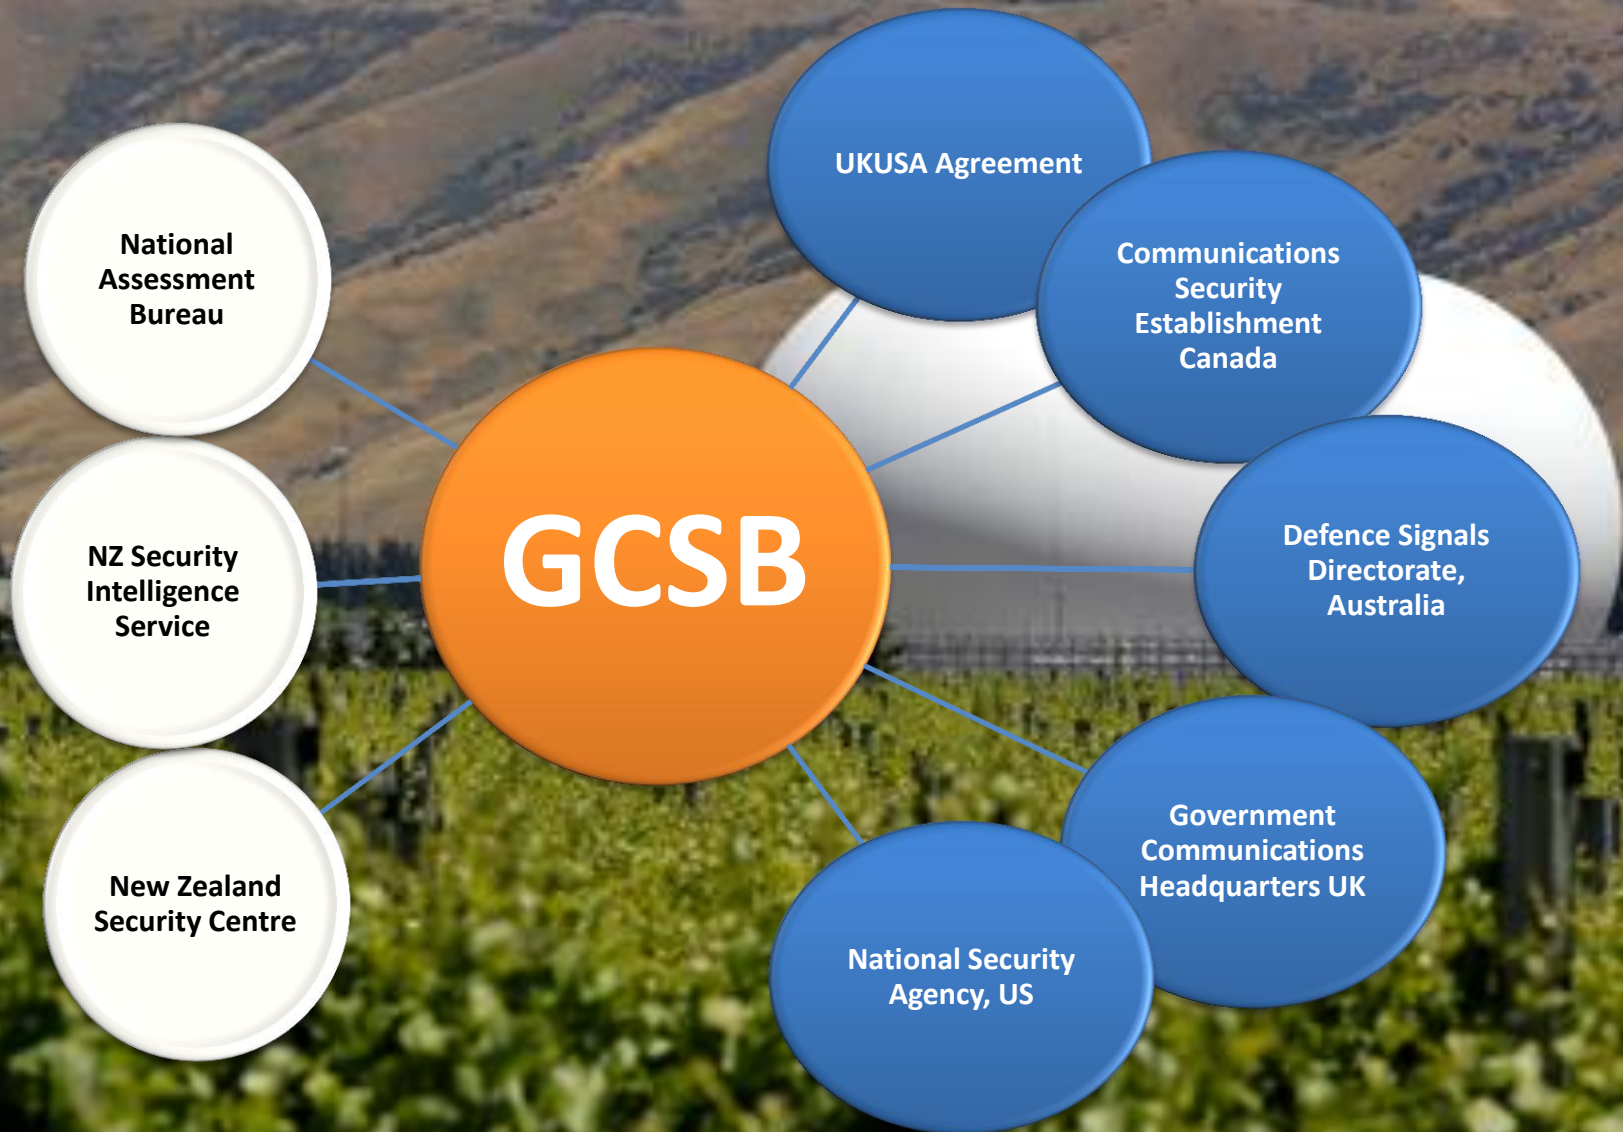 National
Assessment
Bureau
NZ Security
Intelligence
Service
New Zealand
Security Centre
GCSB
UKUSA Agreement
Communications
Security
Establishment
Canada
Defence Signals
Directorate,
Australia
Government
Communications
Headquarters UK
National Security
Agency, US